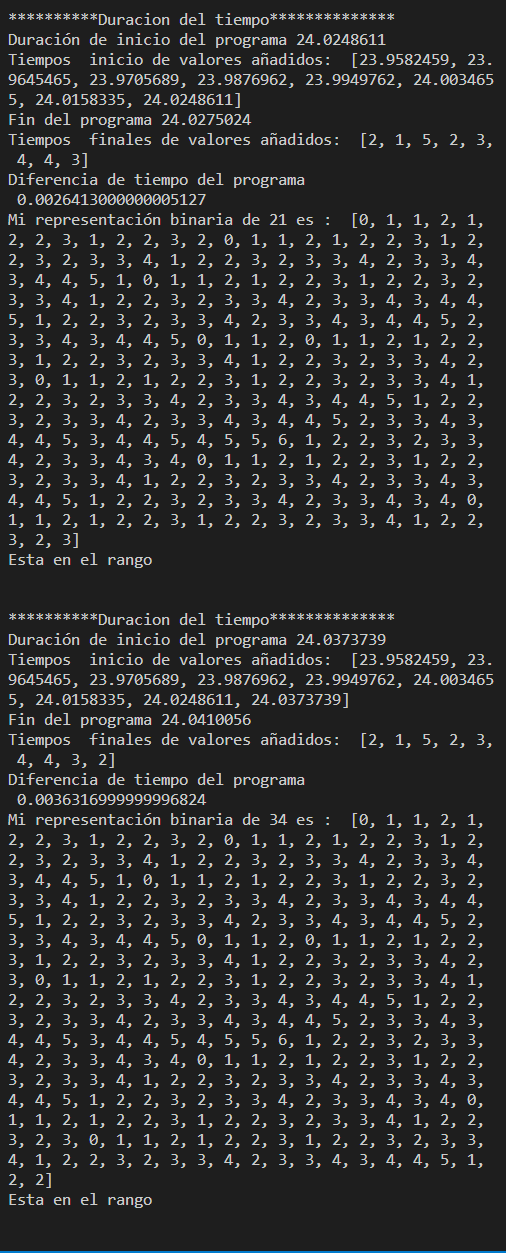 **********Duracion del tiempo**************
Duración de inicio del programa 24.0248611
Tiempos  inicio de valores añadidos:  [23.9582459, 23.
9645465, 23.9705689, 23.9876962, 23.9949762, 24.003465
5, 24.0158335, 24.0248611]
Fin del programa 24.0275024
Tiempos  finales de valores añadidos:  [2, 1, 5, 2, 3,
 4, 4, 3]
Diferencia de tiempo del programa
 0.0026413000000005127
Mi representación binaria de 21 es :  [0, 1, 1, 2, 1,
2, 2, 3, 1, 2, 2, 3, 2, 0, 1, 1, 2, 1, 2, 2, 3, 1, 2,
2, 3, 2, 3, 3, 4, 1, 2, 2, 3, 2, 3, 3, 4, 2, 3, 3, 4,
3, 4, 4, 5, 1, 0, 1, 1, 2, 1, 2, 2, 3, 1, 2, 2, 3, 2,
3, 3, 4, 1, 2, 2, 3, 2, 3, 3, 4, 2, 3, 3, 4, 3, 4, 4,
5, 1, 2, 2, 3, 2, 3, 3, 4, 2, 3, 3, 4, 3, 4, 4, 5, 2,
3, 3, 4, 3, 4, 4, 5, 0, 1, 1, 2, 0, 1, 1, 2, 1, 2, 2,
3, 1, 2, 2, 3, 2, 3, 3, 4, 1, 2, 2, 3, 2, 3, 3, 4, 2,
3, 0, 1, 1, 2, 1, 2, 2, 3, 1, 2, 2, 3, 2, 3, 3, 4, 1,
2, 2, 3, 2, 3, 3, 4, 2, 3, 3, 4, 3, 4, 4, 5, 1, 2, 2,
3, 2, 3, 3, 4, 2, 3, 3, 4, 3, 4, 4, 5, 2, 3, 3, 4, 3,
4, 4, 5, 3, 4, 4, 5, 4, 5, 5, 6, 1, 2, 2, 3, 2, 3, 3,
4, 2, 3, 3, 4, 3, 4, 0, 1, 1, 2, 1, 2, 2, 3, 1, 2, 2,
3, 2, 3, 3, 4, 1, 2, 2, 3, 2, 3, 3, 4, 2, 3, 3, 4, 3,
4, 4, 5, 1, 2, 2, 3, 2, 3, 3, 4, 2, 3, 3, 4, 3, 4, 0,
1, 1, 2, 1, 2, 2, 3, 1, 2, 2, 3, 2, 3, 3, 4, 1, 2, 2,
3, 2, 3]
Esta en el rango
**********Duracion del tiempo**************
Duración de inicio del programa 24.0373739
Tiempos  inicio de valores añadidos:  [23.9582459, 23.
9645465, 23.9705689, 23.9876962, 23.9949762, 24.003465
5, 24.0158335, 24.0248611, 24.0373739]
Fin del programa 24.0410056
Tiempos  finales de valores añadidos:  [2, 1, 5, 2, 3,
 4, 4, 3, 2]
Diferencia de tiempo del programa
 0.0036316999999996824
Mi representación binaria de 34 es :  [0, 1, 1, 2, 1,
2, 2, 3, 1, 2, 2, 3, 2, 0, 1, 1, 2, 1, 2, 2, 3, 1, 2,
2, 3, 2, 3, 3, 4, 1, 2, 2, 3, 2, 3, 3, 4, 2, 3, 3, 4,
3, 4, 4, 5, 1, 0, 1, 1, 2, 1, 2, 2, 3, 1, 2, 2, 3, 2,
3, 3, 4, 1, 2, 2, 3, 2, 3, 3, 4, 2, 3, 3, 4, 3, 4, 4,
5, 1, 2, 2, 3, 2, 3, 3, 4, 2, 3, 3, 4, 3, 4, 4, 5, 2,
3, 3, 4, 3, 4, 4, 5, 0, 1, 1, 2, 0, 1, 1, 2, 1, 2, 2,
3, 1, 2, 2, 3, 2, 3, 3, 4, 1, 2, 2, 3, 2, 3, 3, 4, 2,
3, 0, 1, 1, 2, 1, 2, 2, 3, 1, 2, 2, 3, 2, 3, 3, 4, 1,
2, 2, 3, 2, 3, 3, 4, 2, 3, 3, 4, 3, 4, 4, 5, 1, 2, 2,
3, 2, 3, 3, 4, 2, 3, 3, 4, 3, 4, 4, 5, 2, 3, 3, 4, 3,
4, 4, 5, 3, 4, 4, 5, 4, 5, 5, 6, 1, 2, 2, 3, 2, 3, 3,
4, 2, 3, 3, 4, 3, 4, 0, 1, 1, 2, 1, 2, 2, 3, 1, 2, 2,
3, 2, 3, 3, 4, 1, 2, 2, 3, 2, 3, 3, 4, 2, 3, 3, 4, 3,
4, 4, 5, 1, 2, 2, 3, 2, 3, 3, 4, 2, 3, 3, 4, 3, 4, 0,
1, 1, 2, 1, 2, 2, 3, 1, 2, 2, 3, 2, 3, 3, 4, 1, 2, 2,
3, 2, 3, 0, 1, 1, 2, 1, 2, 2, 3, 1, 2, 2, 3, 2, 3, 3,
4, 1, 2, 2, 3, 2, 3, 3, 4, 2, 3, 3, 4, 3, 4, 4, 5, 1,
2, 2]
Esta en el rango